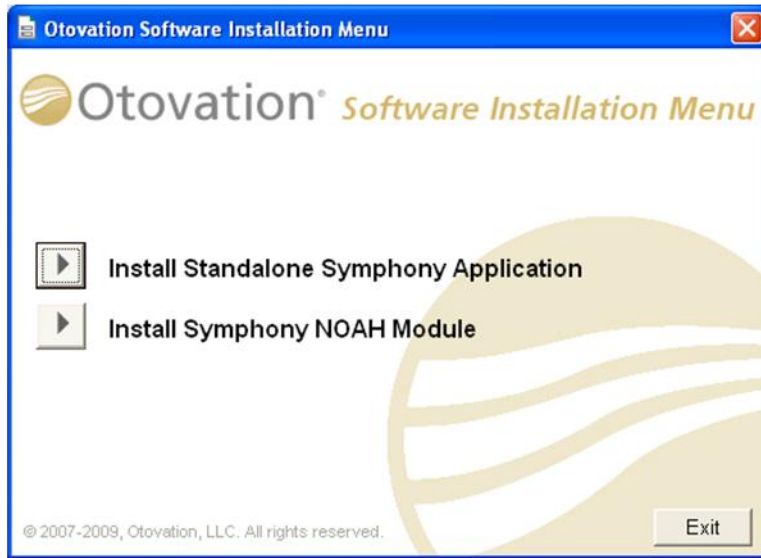 Otovation Software Installation Menu
Otovation® Software Installation Menu
Install Standalone Symphony Application
Install Symphony NOAH Module
© 2007-2009, Otovation, LLC. All rights reserved.
Exit